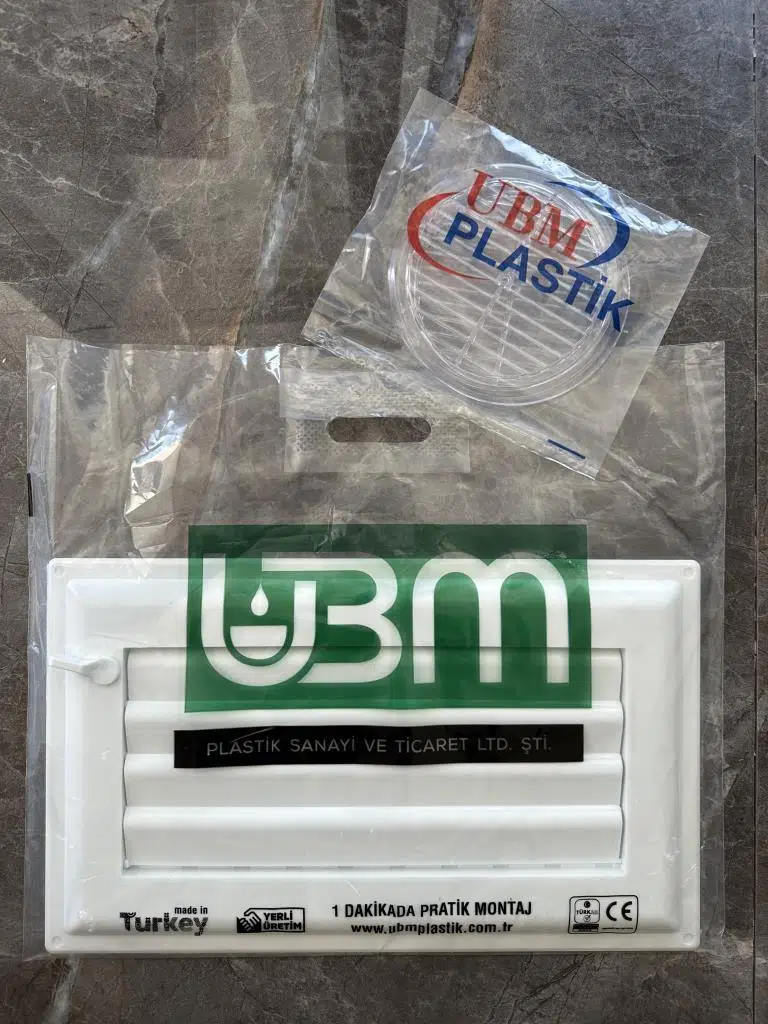 UBM
PLASTİK
UBM
PLASTİK SANAYİ VE TİCARET LTD. ŞTİ.
made in
Turkey
YERLİ
ÜRETİM
1 DAKİKADA PRATİK MONTAJ
www.ubmplastik.com.tr
TÜRKAK
CE